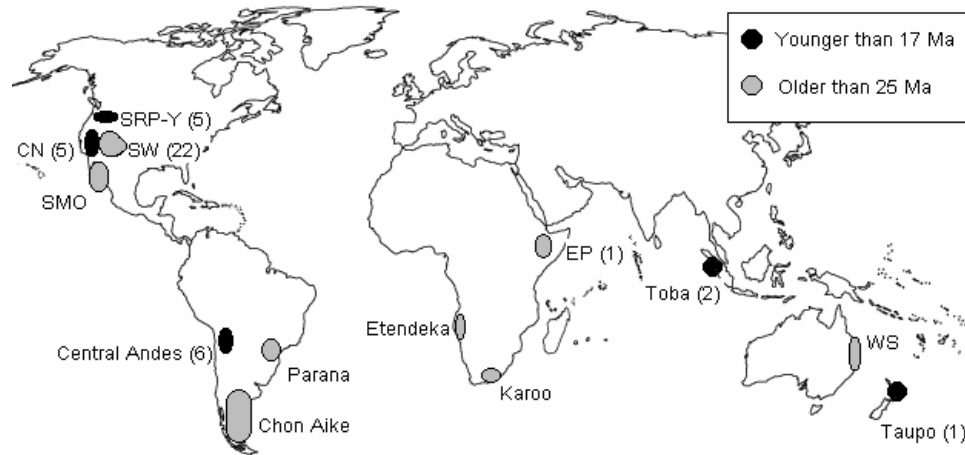 Younger than 17 Ma
Older than 25 Ma
SRP-Y (5)
CN (5)
SW (22)
SMO
EP (1)
Toba (2)
Etendeka
WS
Central Andes (6)
Parana
Karoo
Chon Aike
Taupo (1)